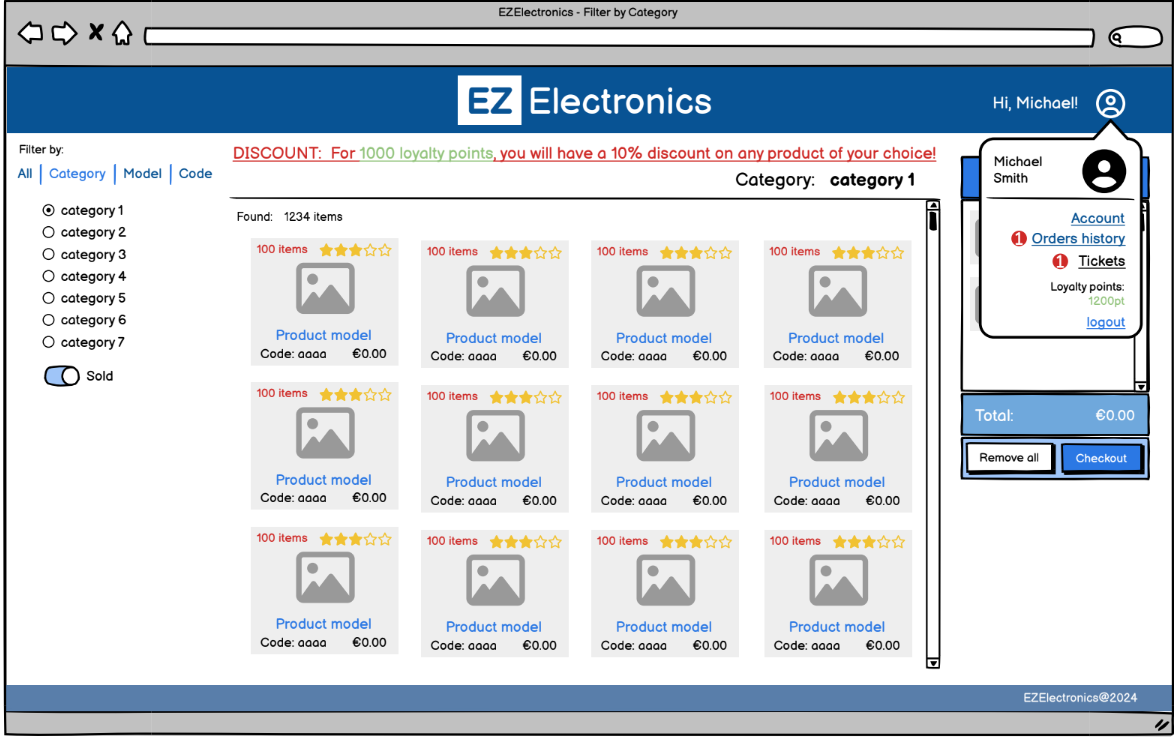 EZElectronics - Filter by Category
EZ Electronics
Hi, Michael!
Filter by:
All Category Model Code
category 1
category 2
category 3
category 4
category 5
category 6
category 7
Sold
DISCOUNT: For 1000 loyalty points, you will have a 10% discount on any product of your choice!
Category: category 1
Found: 1234 items
100 items 100 items 100 items 100 items
Product model Product model Product model Product model
Code: aaaa €0.00 Code: aaaa €0.00 Code: aaaa €0.00 Code: aaaa €0.00
100 items 100 items 100 items 100 items
Product model Product model Product model Product model
Code: aaaa €0.00 Code: aaaa €0.00 Code: aaaa €0.00 Code: aaaa €0.00
100 items 100 items 100 items 100 items
Product model Product model Product model Product model
Code: aaaa €0.00 Code: aaaa €0.00 Code: aaaa €0.00 Code: aaaa €0.00
Michael
Smith
Account
1 Orders history
1 Tickets
Loyalty points:
1200pt
logout
Total: €0.00
Remove all Checkout
EZElectronics@2024